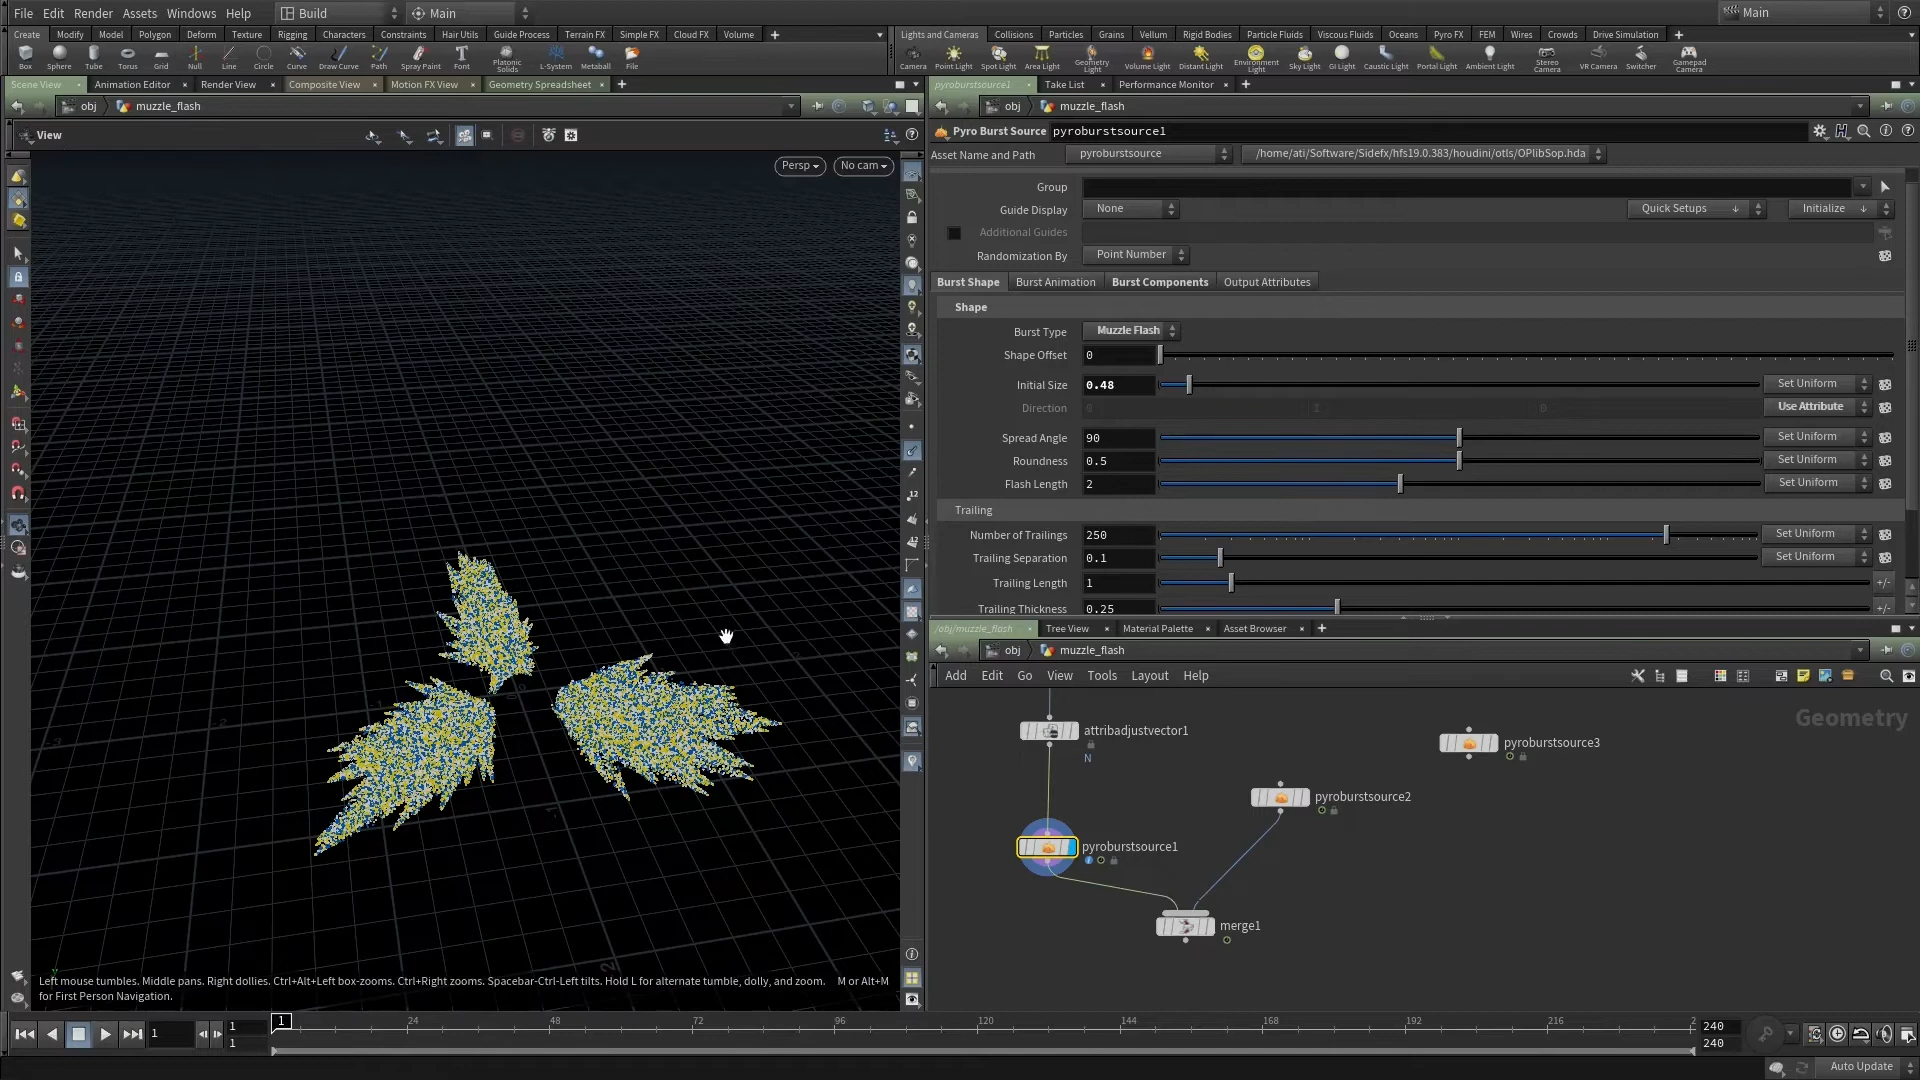 File Edit Render Assets Windows Help Build Main Main
Create Modify Model Polygon Deform Texture Rigging Characters Constraints Hair Utils Guide Process Terrain FX Simple FX Cloud FX Volume
Lights and Cameras Collisions Particles Grains Vellum Rigid Bodies Particle Fluids Viscous Fluids Oceans Pyro FX FEM Wires Crowds Drive Simulation
Box Sphere Tube Torus Grid Null Line Circle Curve Draw Curve Path Spray Paint Font Platonic Solids L-System Metaball File
Camera Point Light Spot Light Area Light Geometry Light Volume Light Distant Light Environment Light Sky Light GI Light Caustic Light Portal Light Ambient Light Stereo Camera VR Camera Switcher Gamepad Camera
Scene View Animation Editor Render View Composite View Motion FX View Geometry Spreadsheet
pyroburstsource1 Take List Performance Monitor
obj muzzle_flash
obj muzzle_flash
View
Persp No cam
Pyro Burst Source pyroburstsource1
Asset Name and Path pyroburstsource /home/ati/Software/Sidefx/hfs19.0.383/houdini/otls/OPlibSop.hda
Group
Guide Display None Quick Setups Initialize
Additional Guides
Randomization By Point Number
Burst Shape Burst Animation Burst Components Output Attributes
Shape
Burst Type Muzzle Flash
Shape Offset 0
Initial Size 0.48 Set Uniform
Direction 0 1 0 Use Attribute
Spread Angle 90 Set Uniform
Roundness 0.5 Set Uniform
Flash Length 2 Set Uniform
Trailing
Number of Trailings 250 Set Uniform
Trailing Separation 0.1 Set Uniform
Trailing Length 1 +/-
Trailing Thickness 0.25 +/-
/obj/muzzle_flash Tree View Material Palette Asset Browser
obj muzzle_flash
Add Edit Go View Tools Layout Help
Geometry
attribadjustvector1
N
pyroburstsource3
pyroburstsource2
pyroburstsource1
merge1
Left mouse tumbles. Middle pans. Right dollies. Ctrl+Alt+Left box-zooms. Ctrl+Right zooms. Spacebar-Ctrl-Left tilts. Hold L for alternate tumble, dolly, and zoom. M or Alt+M
for First Person Navigation.
1 1 1 1 24 48 72 96 120 144 168 192 216 2 240 240
Auto Update